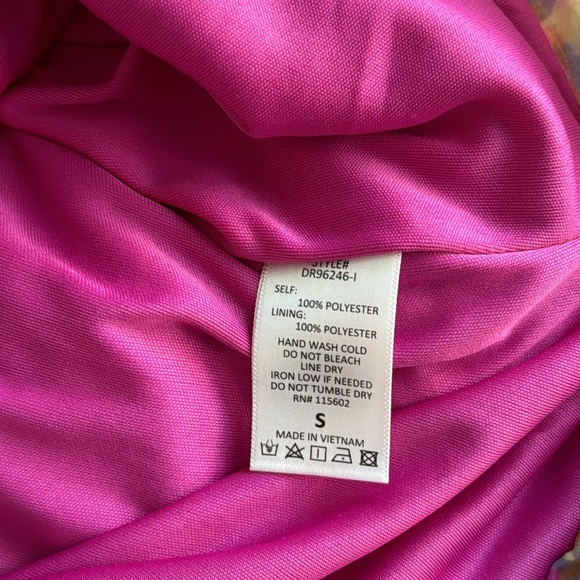 STYLE#
DR96246-I
SELF:
100% POLYESTER
LINING:
100% POLYESTER
HAND WASH COLD
DO NOT BLEACH
LINE DRY
IRON LOW IF NEEDED
DO NOT TUMBLE DRY
RN# 115602
S
MADE IN VIETNAM